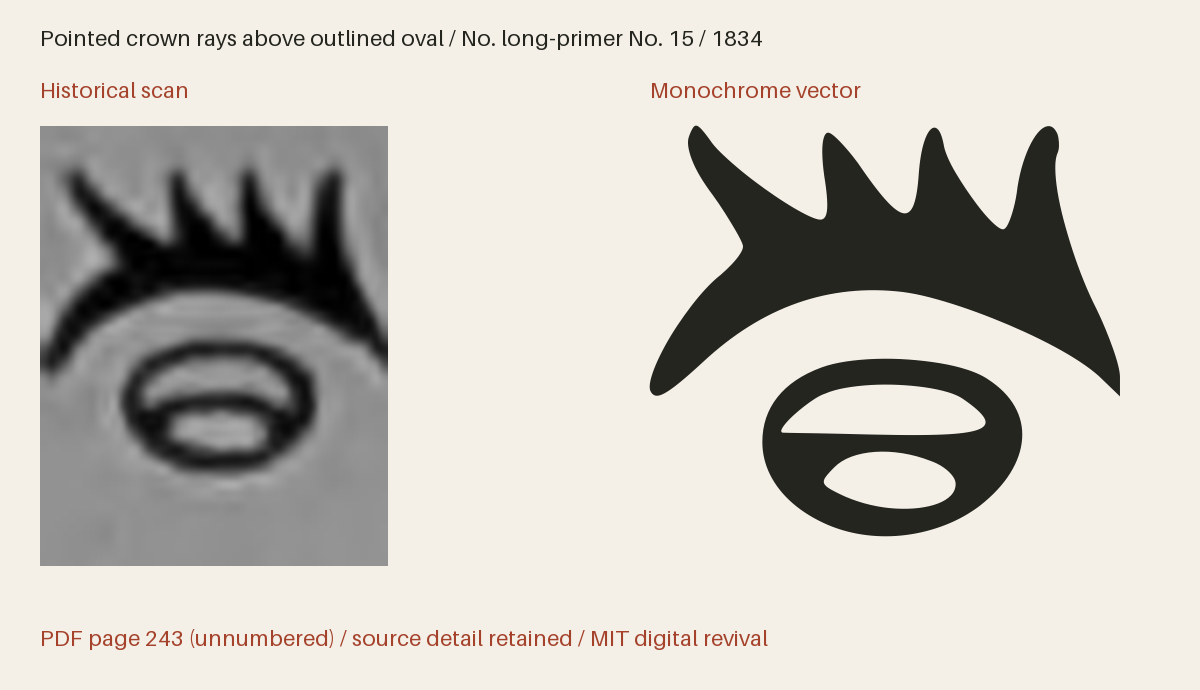 Pointed crown rays above outlined oval / No. long-primer No. 15 / 1834
Historical scan
Monochrome vector
PDF page 243 (unnumbered) / source detail retained / MIT digital revival